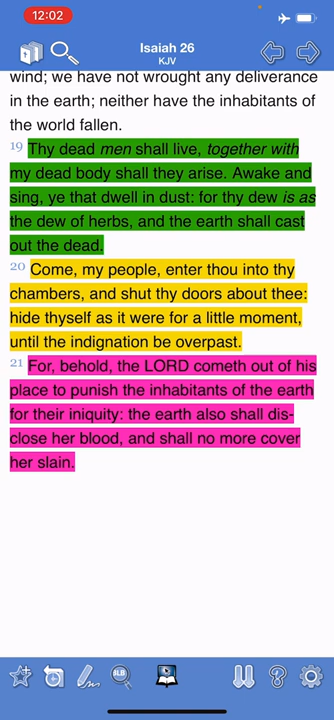 12:02
Isaiah 26
KJV
wind; we have not wrought any deliverance
in the earth; neither have the inhabitants of
the world fallen.
19 Thy dead men shall live, together with
my dead body shall they arise. Awake and
sing, ye that dwell in dust: for thy dew is as
the dew of herbs, and the earth shall cast
out the dead.
20 Come, my people, enter thou into thy
chambers, and shut thy doors about thee:
hide thyself as it were for a little moment,
until the indignation be overpast.
21 For, behold, the LORD cometh out of his
place to punish the inhabitants of the earth
for their iniquity: the earth also shall dis-
close her blood, and shall no more cover
her slain.
BLB